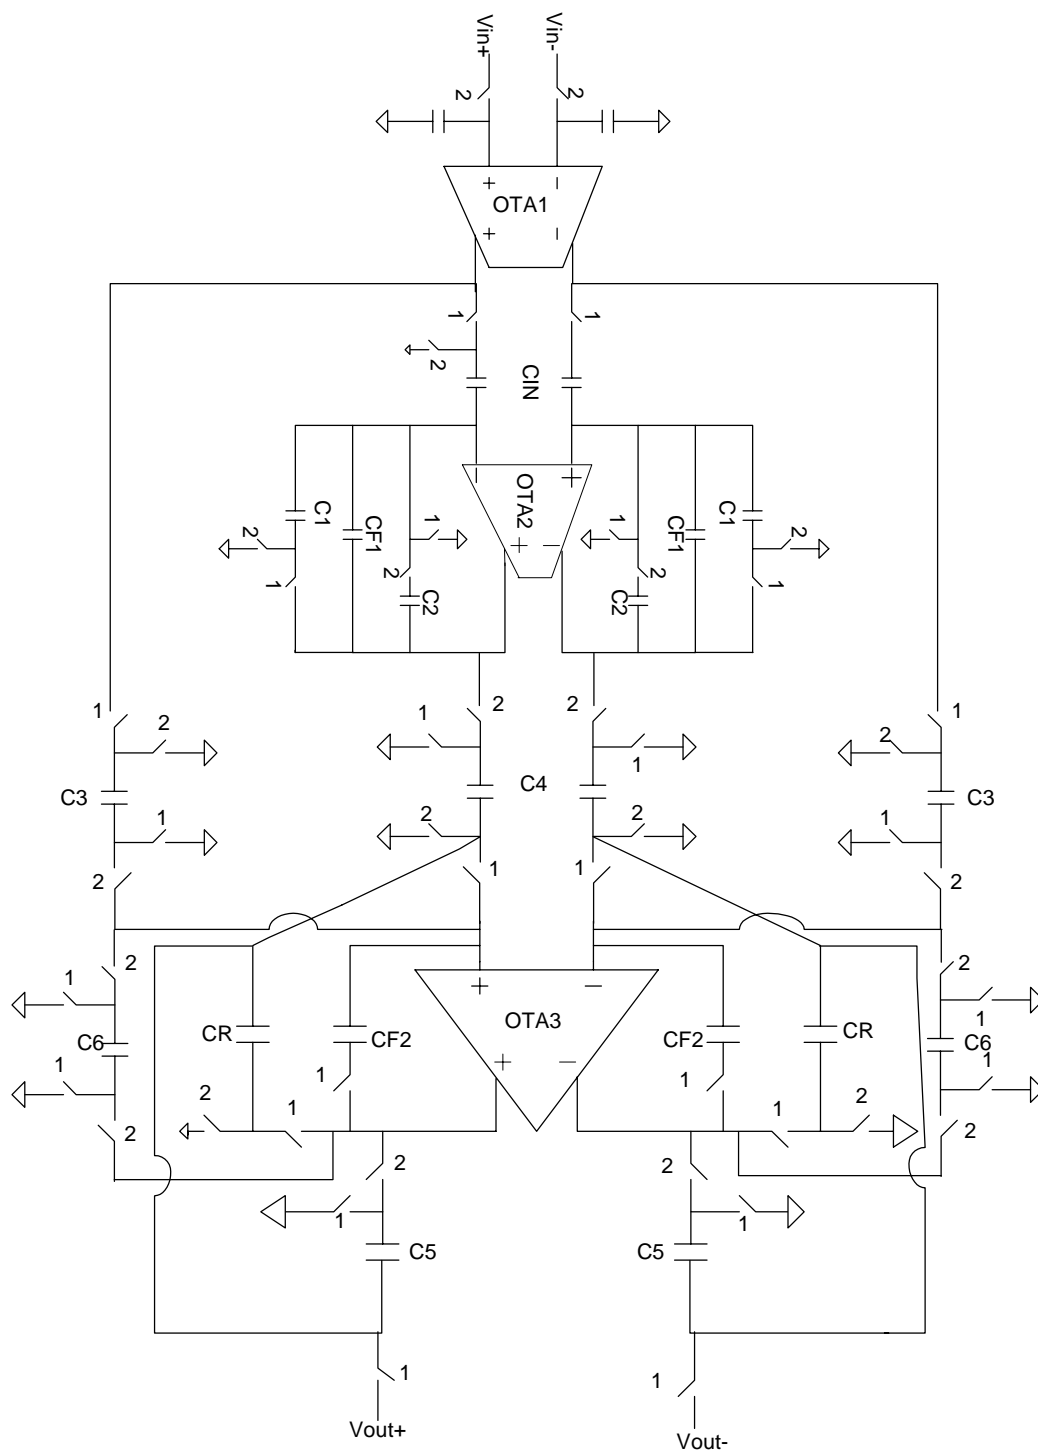 Vin+ Vin-
2 2
+ −
OTA1
+ −
1 1
2
CIN
− +
OTA2
+ −
C1 CF1 1 1 CF1 C1
2 2
1 2 2 1
C2 C2
1 2 2 1
2 1 1 2
C3 C4 C3
1 2 2 1
2 1 1 2
2 2
1 + − 1
OTA3
C6 CR CF2 CF2 CR C6
+ −
1 1 1 1
2 1 1 2
2 2
2 2
1 1
C5 C5
1 1
Vout+ Vout-